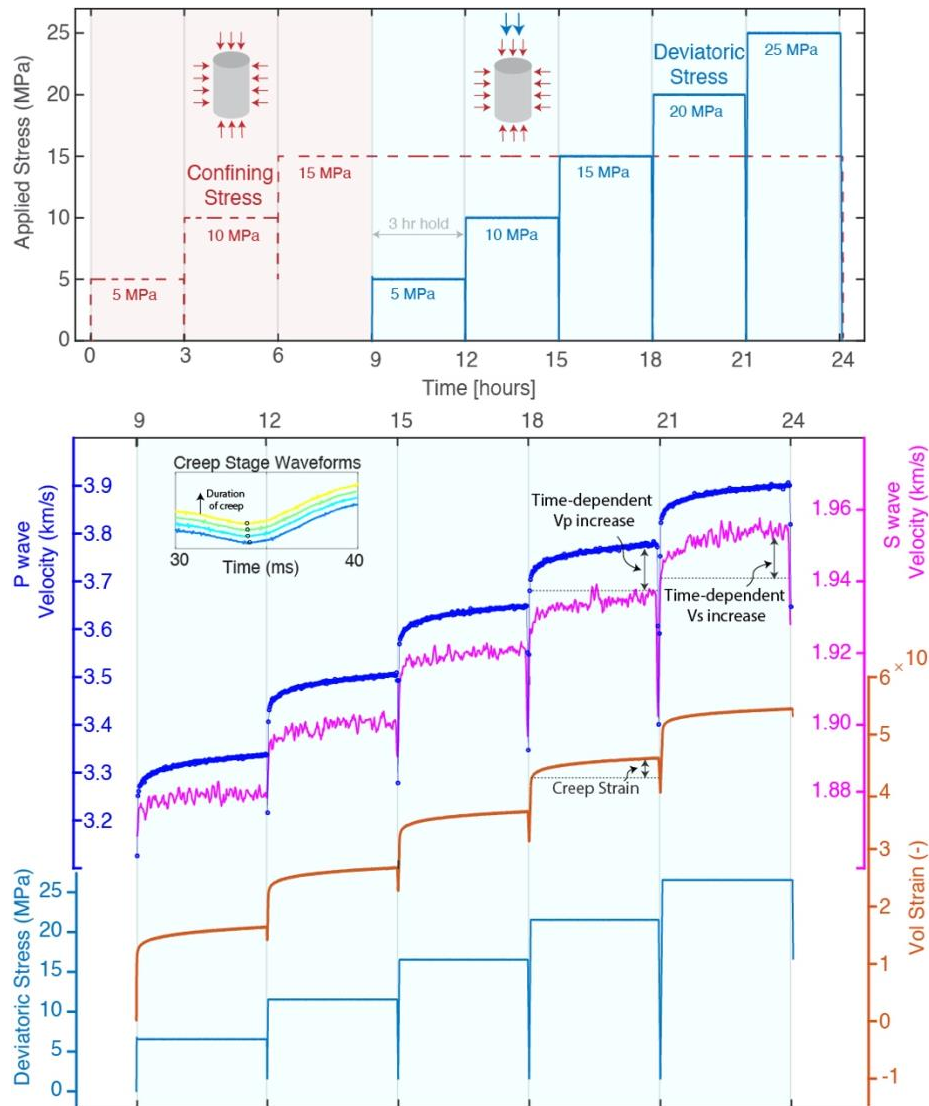 Applied Stress (MPa)
25
20
15
10
5
0
Confining
Stress
5 MPa
10 MPa
15 MPa
3 hr hold
Deviatoric
Stress
5 MPa
10 MPa
15 MPa
20 MPa
25 MPa
0 3 6 9 12 15 18 21 24
Time [hours]
9 12 15 18 21 24
P wave
Velocity (km/s)
3.9
3.8
3.7
3.6
3.5
3.4
3.3
3.2
Creep Stage Waveforms
Duration
of creep
30 40
Time (ms)
Time-dependent
Vp increase
Time-dependent
Vs increase
Creep Strain
S wave
Velocity (km/s)
1.96
1.94
1.92
1.90
1.88
6 × 10
5
4
3
2
1
0
-1
Vol Strain (-)
Deviatoric Stress (MPa)
25
20
15
10
5
0